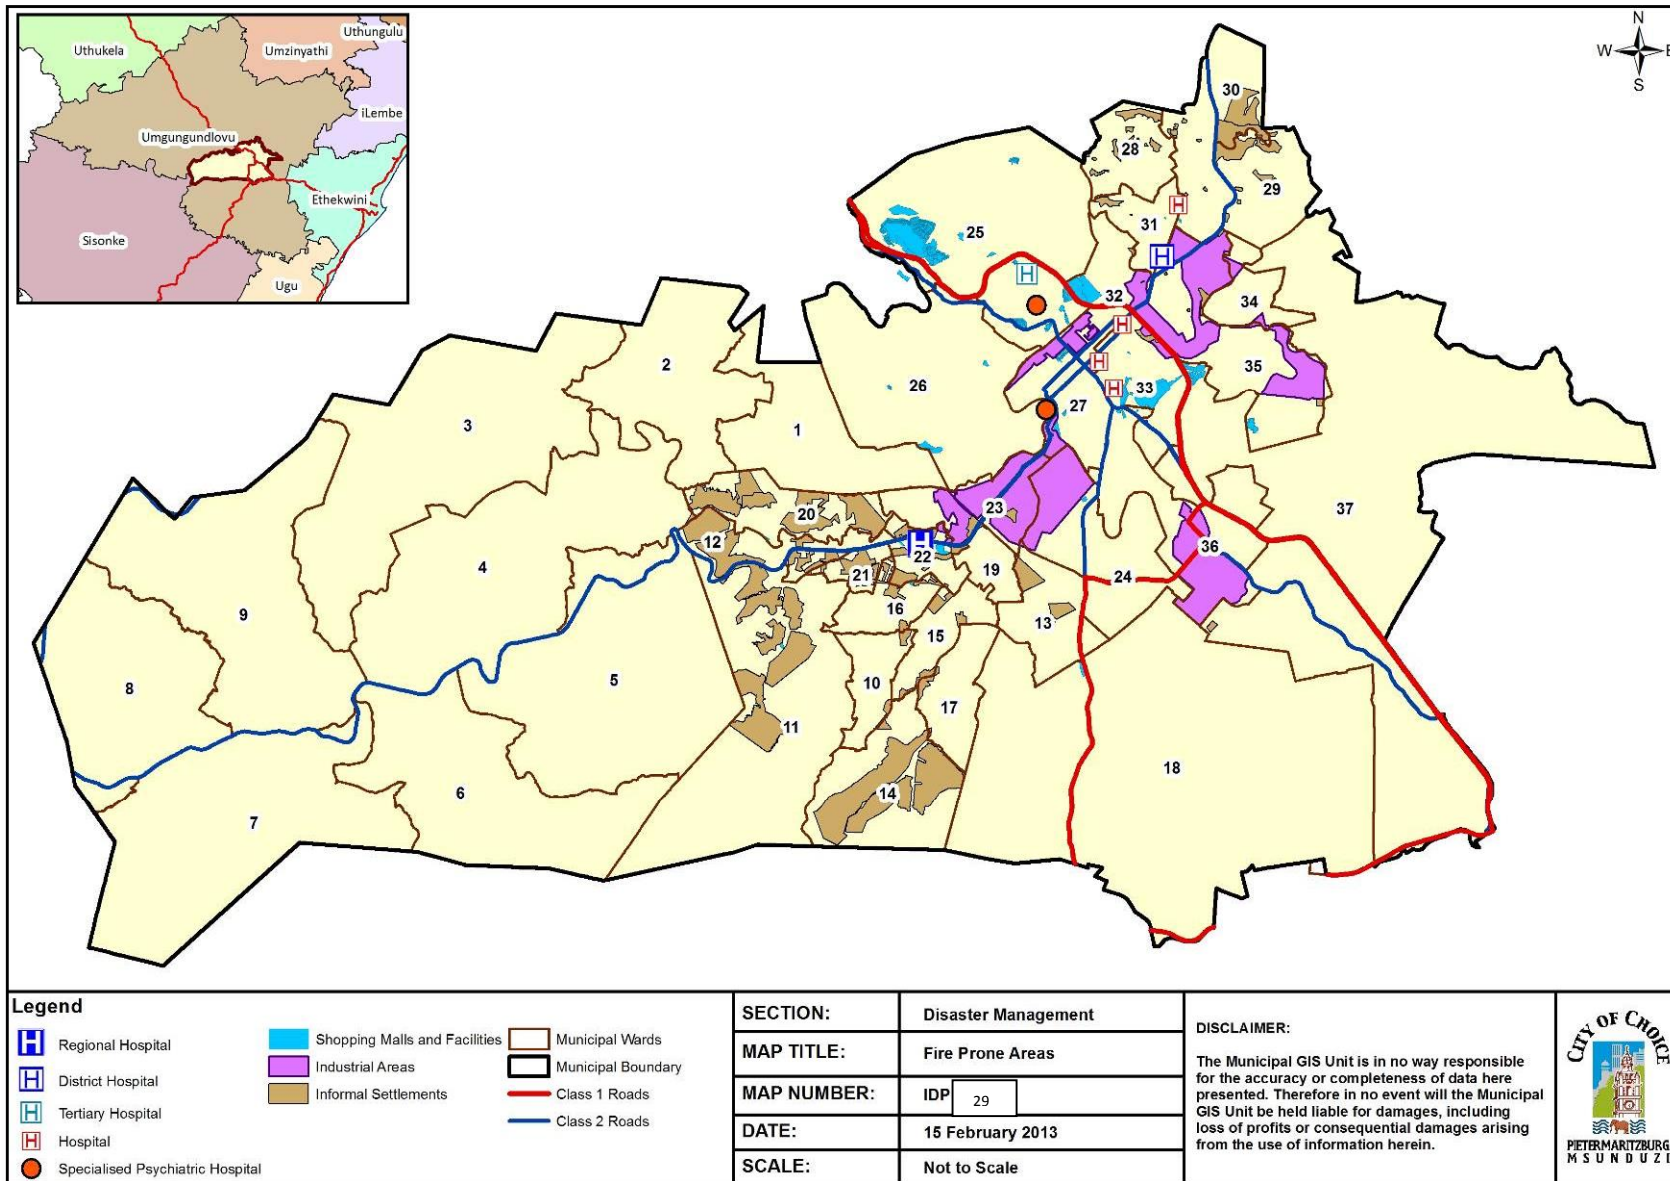 Uthungulu
Uthukela
Umzinyathi
iLembe
Umgungundlovu
Ethekwini
Sisonke
Ugu
N
W
E
S
30
28
29
31
25
34
32
35
33
2
26
27
3
1
37
20
23
12
36
22
4
19
21
24
9
16
13
15
5
10
8
17
11
18
6
14
7
H
H
H
H
H
H
H
Legend
H Regional Hospital
H District Hospital
H Tertiary Hospital
H Hospital
Specialised Psychiatric Hospital
Shopping Malls and Facilities
Industrial Areas
Informal Settlements
Municipal Wards
Municipal Boundary
Class 1 Roads
Class 2 Roads
SECTION: Disaster Management
MAP TITLE: Fire Prone Areas
MAP NUMBER: IDP 29
DATE: 15 February 2013
SCALE: Not to Scale
DISCLAIMER:
The Municipal GIS Unit is in no way responsible
for the accuracy or completeness of data here
presented. Therefore in no event will the Municipal
GIS Unit be held liable for damages, including
loss of profits or consequential damages arising
from the use of information herein.
CITY OF CHOICE
PIETERMARITZBURG
MSUNDUZI